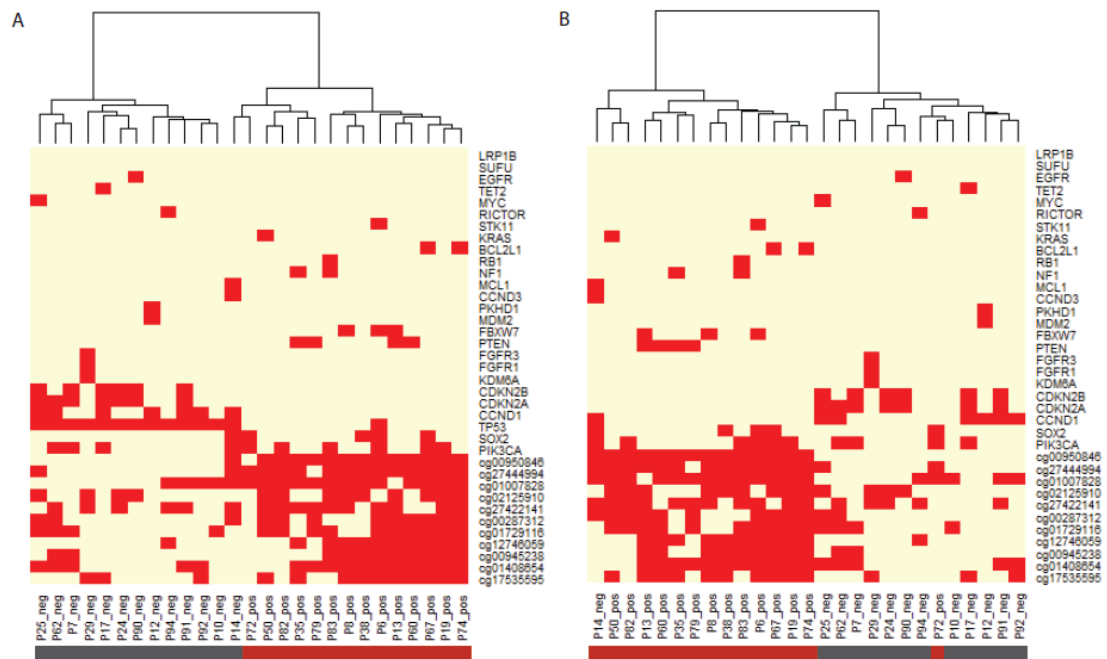 A
LRP1B
SUFU
EGFR
TET2
MYC
RICTOR
STK11
KRAS
BCL2L1
RB1
NF1
MCL1
CCND3
PKHD1
MDM2
FBXW7
PTEN
FGFR3
FGFR1
KDM6A
CDKN2B
CDKN2A
CCND1
TP53
SOX2
PIK3CA
cg00950846
cg27444994
cg01007828
cg02125910
cg27422141
cg00287312
cg01729116
cg12746059
cg00945238
cg01408654
cg17535595
P25_neg
P62_neg
P7_neg
P29_neg
P17_neg
P24_neg
P90_neg
P12_neg
P94_neg
P91_neg
P92_neg
P10_neg
P14_neg
P72_pos
P50_pos
P82_pos
P35_pos
P79_pos
P83_pos
P8_pos
P38_pos
P6_pos
P13_pos
P60_pos
P67_pos
P19_pos
P74_pos
B
LRP1B
SUFU
EGFR
TET2
MYC
RICTOR
STK11
KRAS
BCL2L1
RB1
NF1
MCL1
CCND3
PKHD1
MDM2
FBXW7
PTEN
FGFR3
FGFR1
KDM6A
CDKN2B
CDKN2A
CCND1
SOX2
PIK3CA
cg00950846
cg27444994
cg01007828
cg02125910
cg27422141
cg00287312
cg01729116
cg12746059
cg00945238
cg01408654
cg17535595
P14_neg
P50_pos
P82_pos
P13_pos
P60_pos
P35_pos
P79_pos
P8_pos
P38_pos
P83_pos
P6_pos
P67_pos
P19_pos
P74_pos
P25_neg
P62_neg
P7_neg
P29_neg
P24_neg
P90_neg
P94_neg
P72_pos
P10_neg
P17_neg
P12_neg
P91_neg
P92_neg